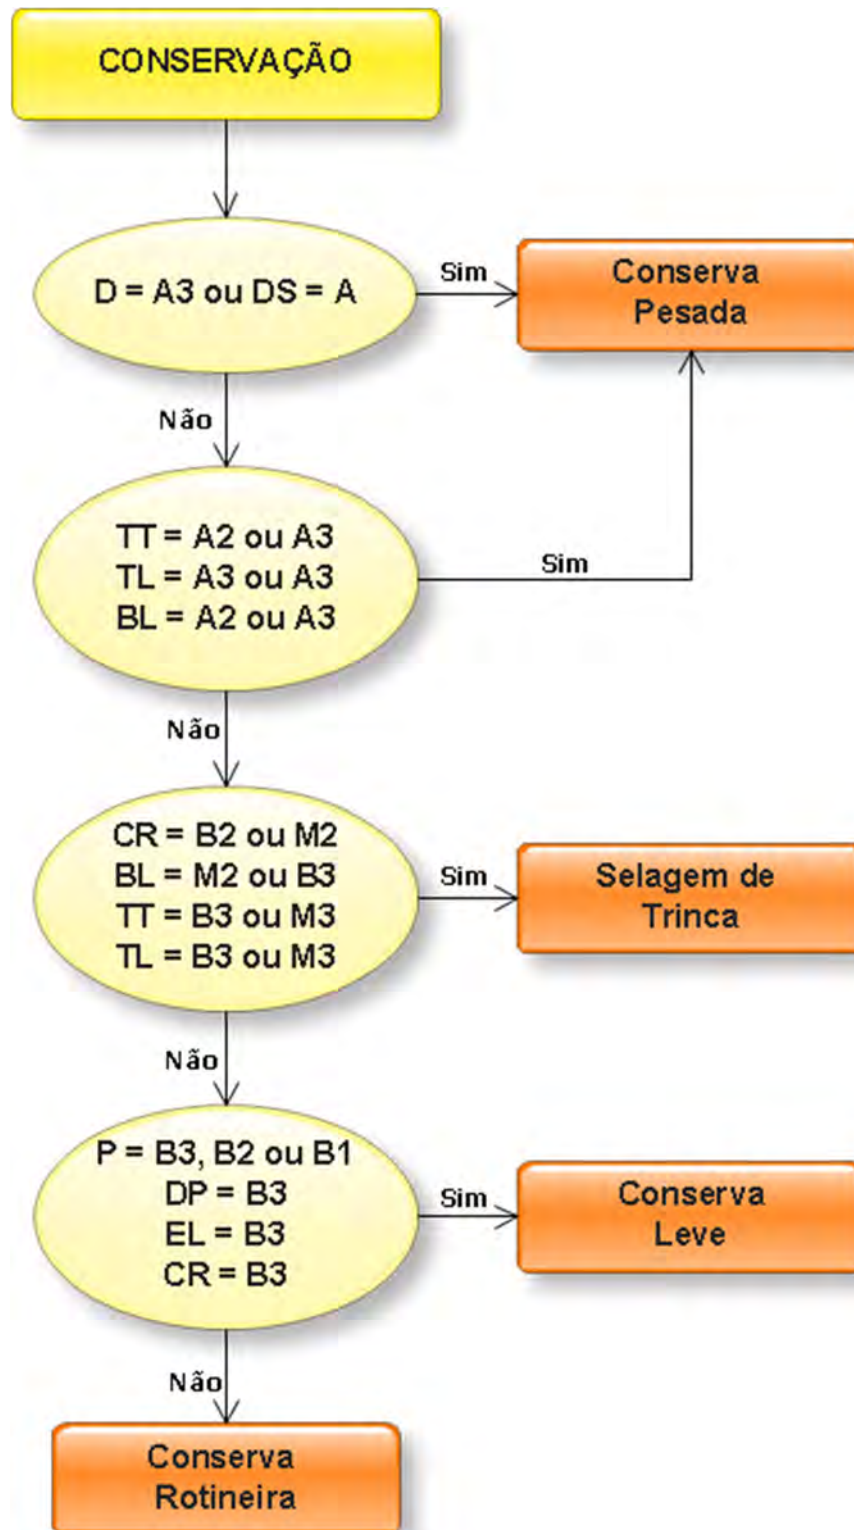 CONSERVAÇÃO
D = A3 ou DS = A
Sim
Conserva
Pesada
Não
TT = A2 ou A3
TL = A3 ou A3
BL = A2 ou A3
Sim
Não
CR = B2 ou M2
BL = M2 ou B3
TT = B3 ou M3
TL = B3 ou M3
Sim
Selagem de
Trinca
Não
P = B3, B2 ou B1
DP = B3
EL = B3
CR = B3
Sim
Conserva
Leve
Não
Conserva
Rotineira